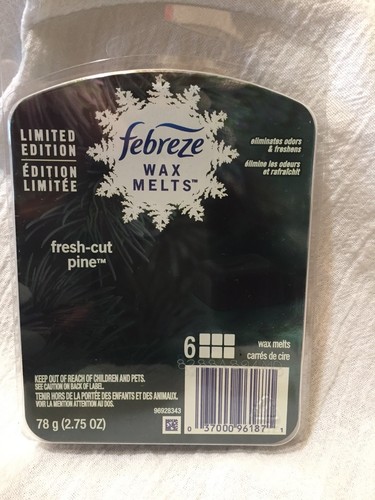 LIMITED
EDITION
ÉDITION
LIMITÉE
febreze
WAX
MELTS™
eliminates odors
& freshens
élimine les odeurs
et rafraîchit
fresh-cut
pine™
6
wax melts
carrés de cire
KEEP OUT OF REACH OF CHILDREN AND PETS.
SEE CAUTION ON BACK OF LABEL.
TENIR HORS DE LA PORTÉE DES ENFANTS ET DES ANIMAUX.
VOIR LA MENTION ATTENTION AU DOS.
96928343
78 g (2.75 OZ)
0 37000 96187 1